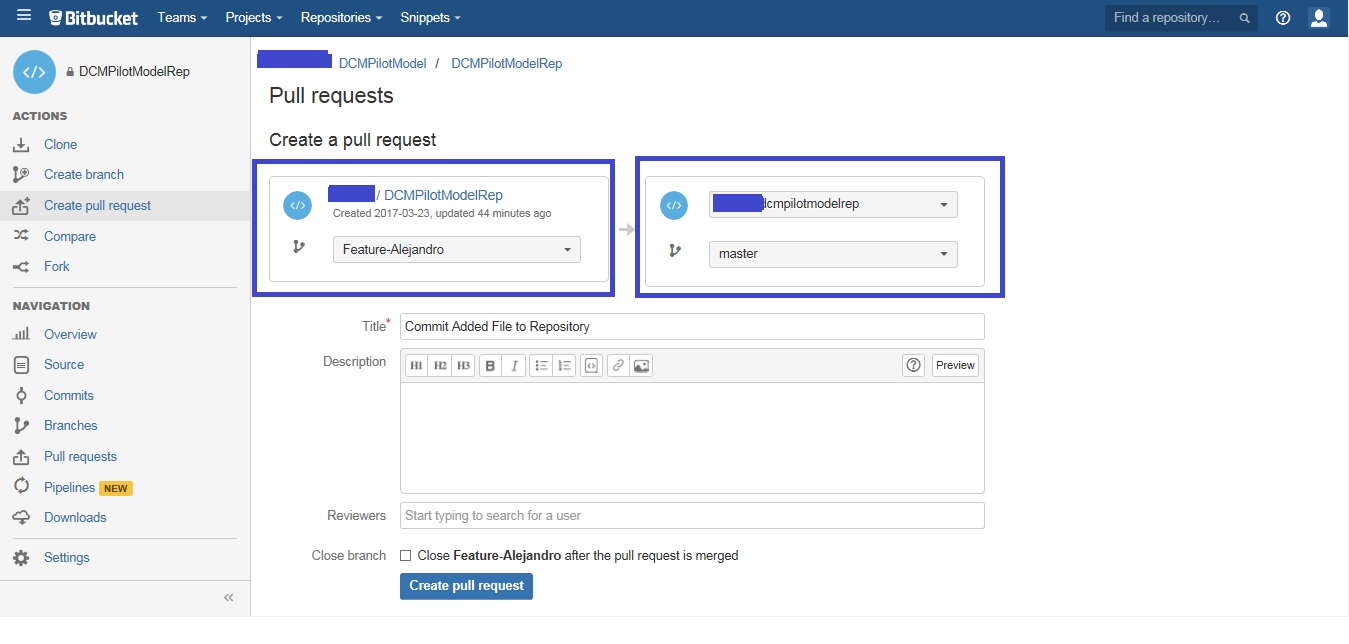 Bitbucket Teams Projects Repositories Snippets Find a repository...
DCMPilotModelRep
ACTIONS
Clone
Create branch
Create pull request
Compare
Fork
NAVIGATION
Overview
Source
Commits
Branches
Pull requests
Pipelines NEW
Downloads
Settings
DCMPilotModel / DCMPilotModelRep
Pull requests
Create a pull request
/ DCMPilotModelRep
Created 2017-03-23, updated 44 minutes ago
Feature-Alejandro
dcmpilotmodelrep
master
Title* Commit Added File to Repository
Description H1 H2 H3 B I Preview
Reviewers Start typing to search for a user
Close branch Close Feature-Alejandro after the pull request is merged
Create pull request